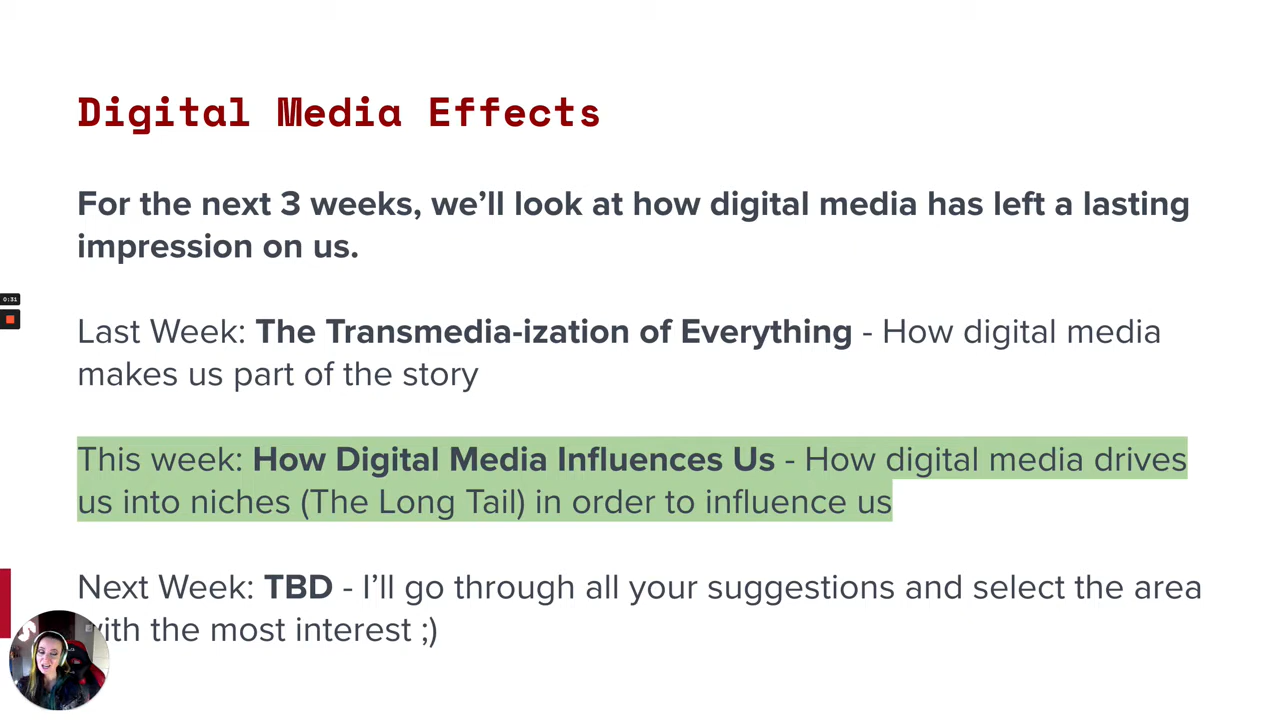 Digital Media Effects
For the next 3 weeks, we’ll look at how digital media has left a lasting
impression on us.
0:31
Last Week: The Transmedia-ization of Everything - How digital media
makes us part of the story
This week: How Digital Media Influences Us - How digital media drives
us into niches (The Long Tail) in order to influence us
Next Week: TBD - I’ll go through all your suggestions and select the area
with the most interest ;)